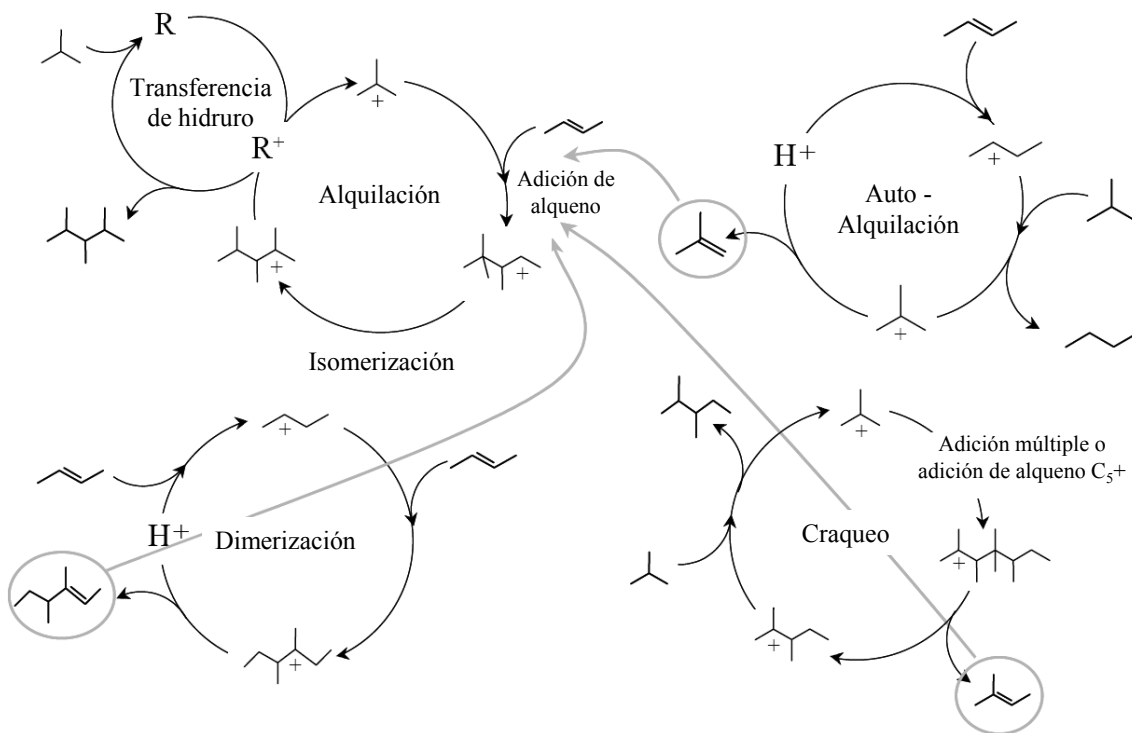 R
Transferencia
de hidruro
R+
+
Alquilación
Adición de
alqueno
+
+
Isomerización
H+
+
Auto -
Alquilación
+
+
H+
Dimerización
+
+
Adición múltiple o
adición de alqueno C5+
Craqueo
+
+